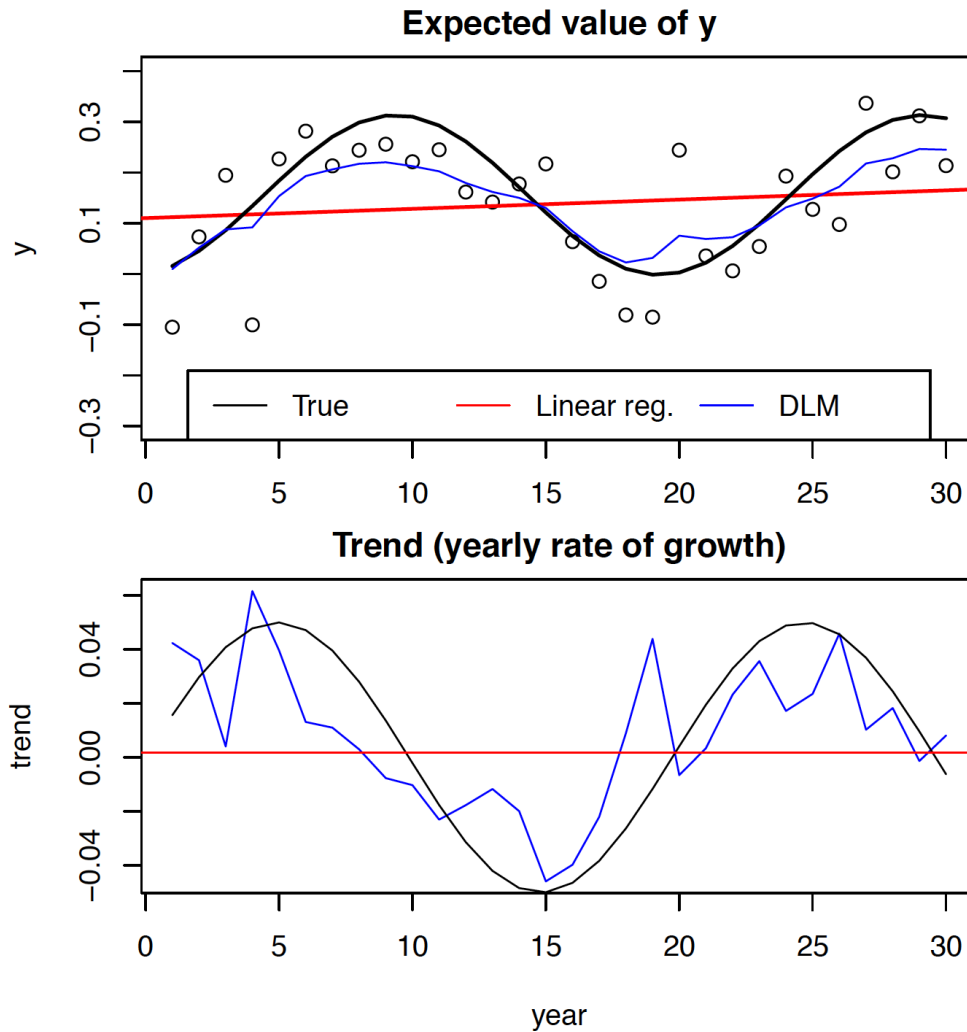 Expected value of y
y
0.3
0.1
−0.1
−0.3
True Linear reg. DLM
0 5 10 15 20 25 30
Trend (yearly rate of growth)
trend
0.04
0.00
−0.04
0 5 10 15 20 25 30
year